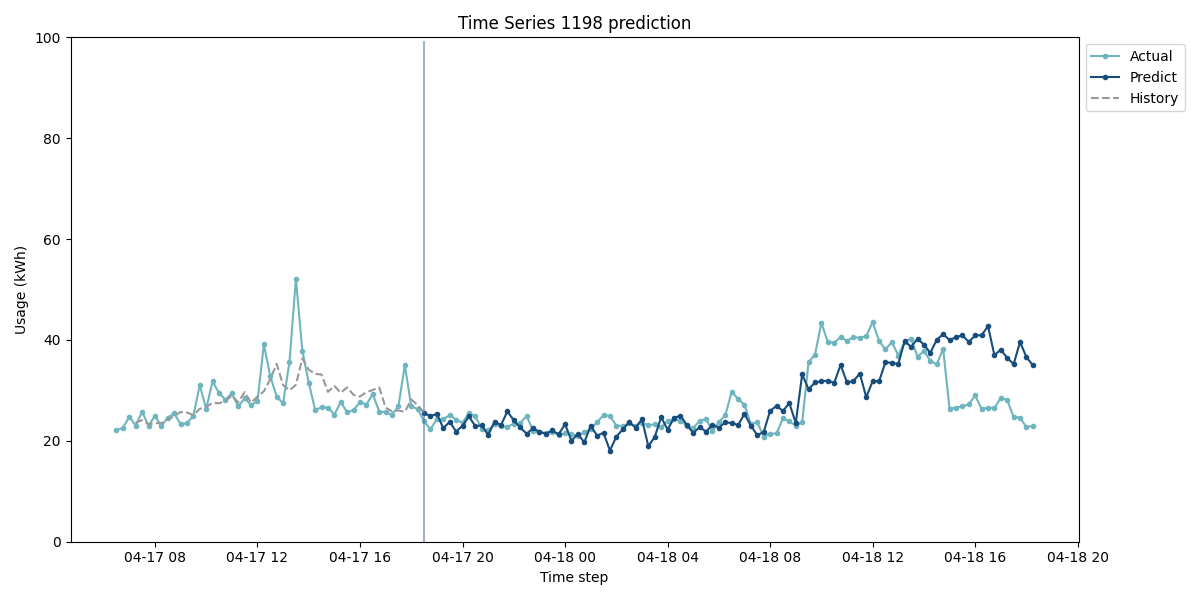 Time Series 1198 prediction
100
80
60
40
20
0
Usage (kWh)
04-17 08
04-17 12
04-17 16
04-17 20
04-18 00
04-18 04
04-18 08
04-18 12
04-18 16
04-18 20
Time step
Actual
Predict
History